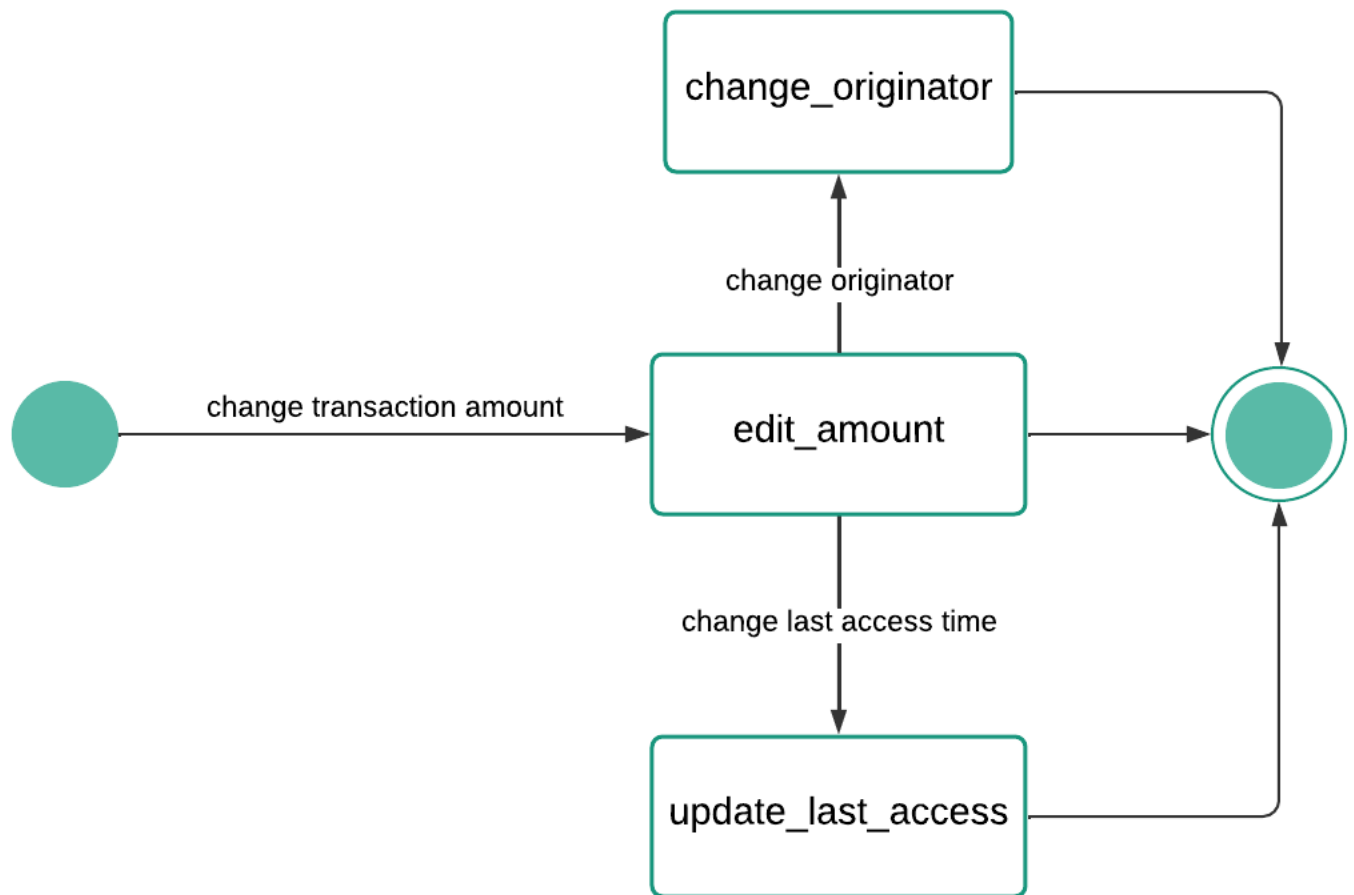 change_originator
change originator
change transaction amount
edit_amount
change last access time
update_last_access